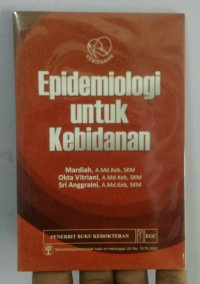 Epidemiologi
untuk
Kebidanan
Mardiah, A.Md.Keb, SKM
Okta Vitriani, A.Md.Keb, SKM
Sri Anggraini, A.Md.Keb, SKM
PENERBIT BUKU KEDOKTERAN EGC